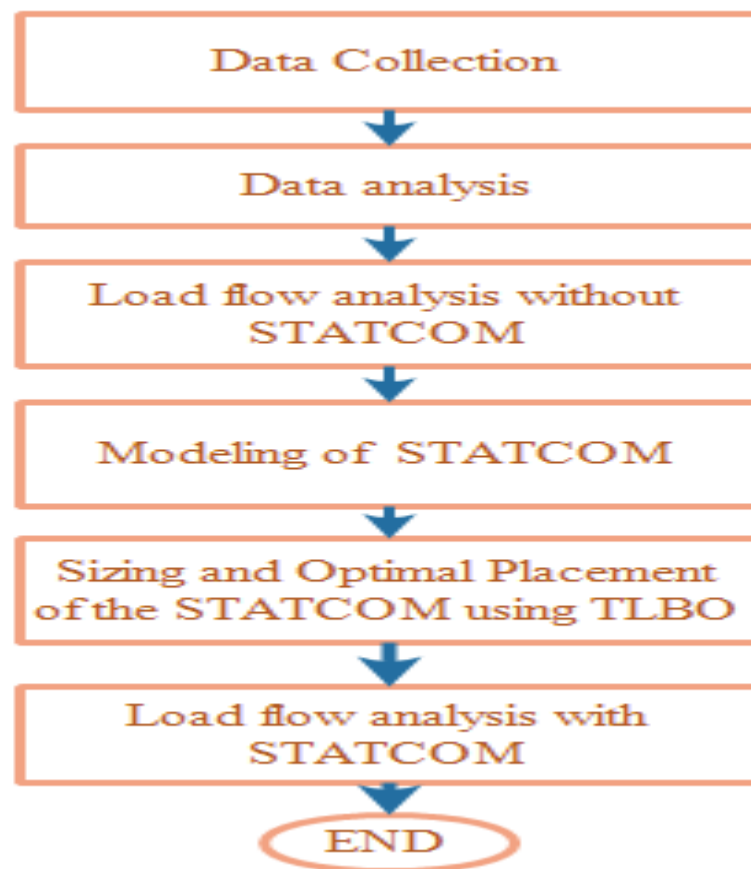 Data Collection
Data analysis
Load flow analysis without
STATCOM
Modeling of STATCOM
Sizing and Optimal Placement
of the STATCOM using TLBO
Load flow analysis with
STATCOM
END